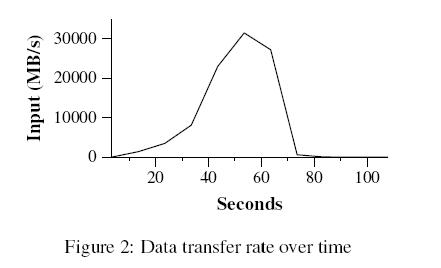 Input (MB/s)
30000
20000
10000
0
20 40 60 80 100
Seconds
Figure 2: Data transfer rate over time